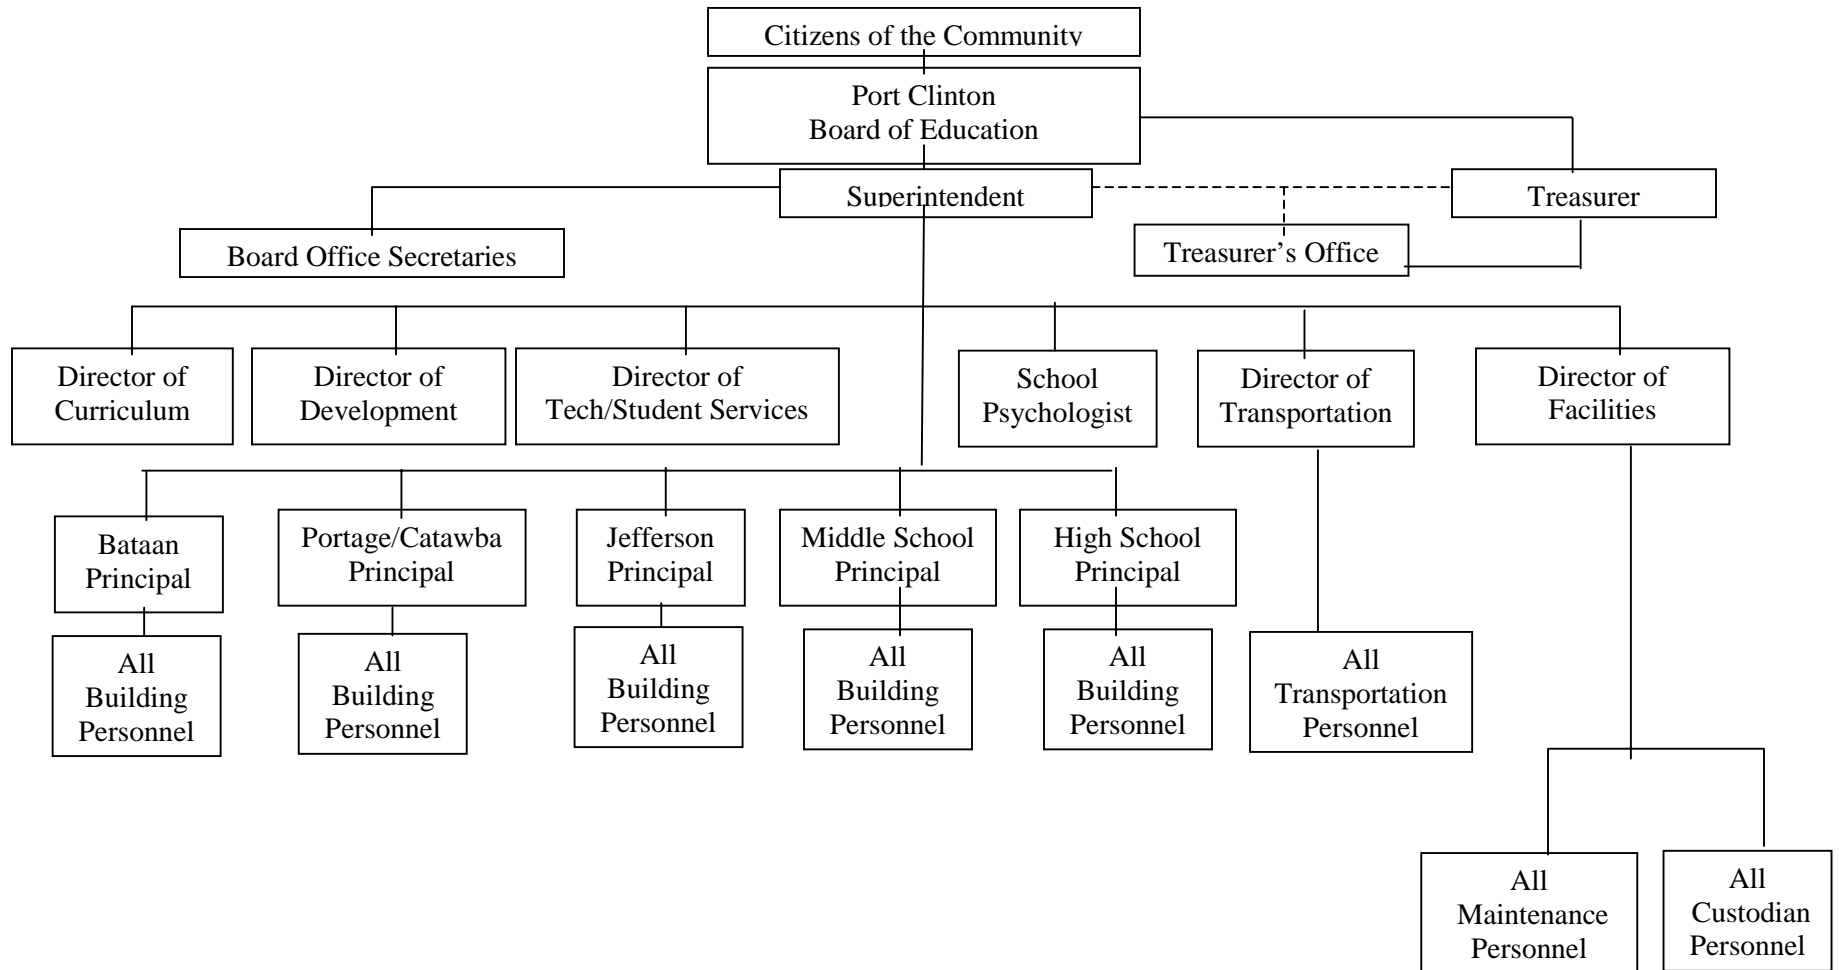 Citizens of the Community
Port Clinton
Board of Education
Superintendent
Treasurer
Board Office Secretaries
Treasurer’s Office
Director of
Curriculum
Director of
Development
Director of
Tech/Student Services
School
Psychologist
Director of
Transportation
Director of
Facilities
Bataan
Principal
Portage/Catawba
Principal
Jefferson
Principal
Middle School
Principal
High School
Principal
All
Building
Personnel
All
Building
Personnel
All
Building
Personnel
All
Building
Personnel
All
Building
Personnel
All
Transportation
Personnel
All
Maintenance
Personnel
All
Custodian
Personnel